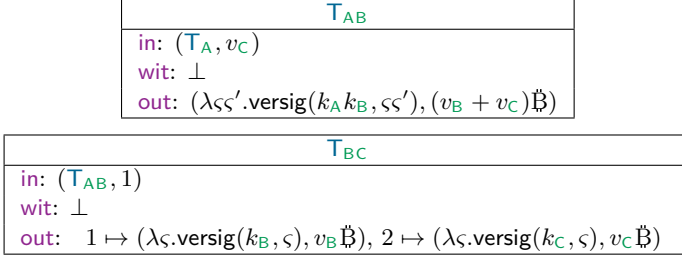 T_AB
in: (T_A, v_C)
wit: ⊥
out: (λςς′.versig(k_A k_B, ςς′), (v_B + v_C)₿)
T_BC
in: (T_AB, 1)
wit: ⊥
out: 1 ↦ (λς.versig(k_B, ς), v_B₿), 2 ↦ (λς.versig(k_C, ς), v_C₿)